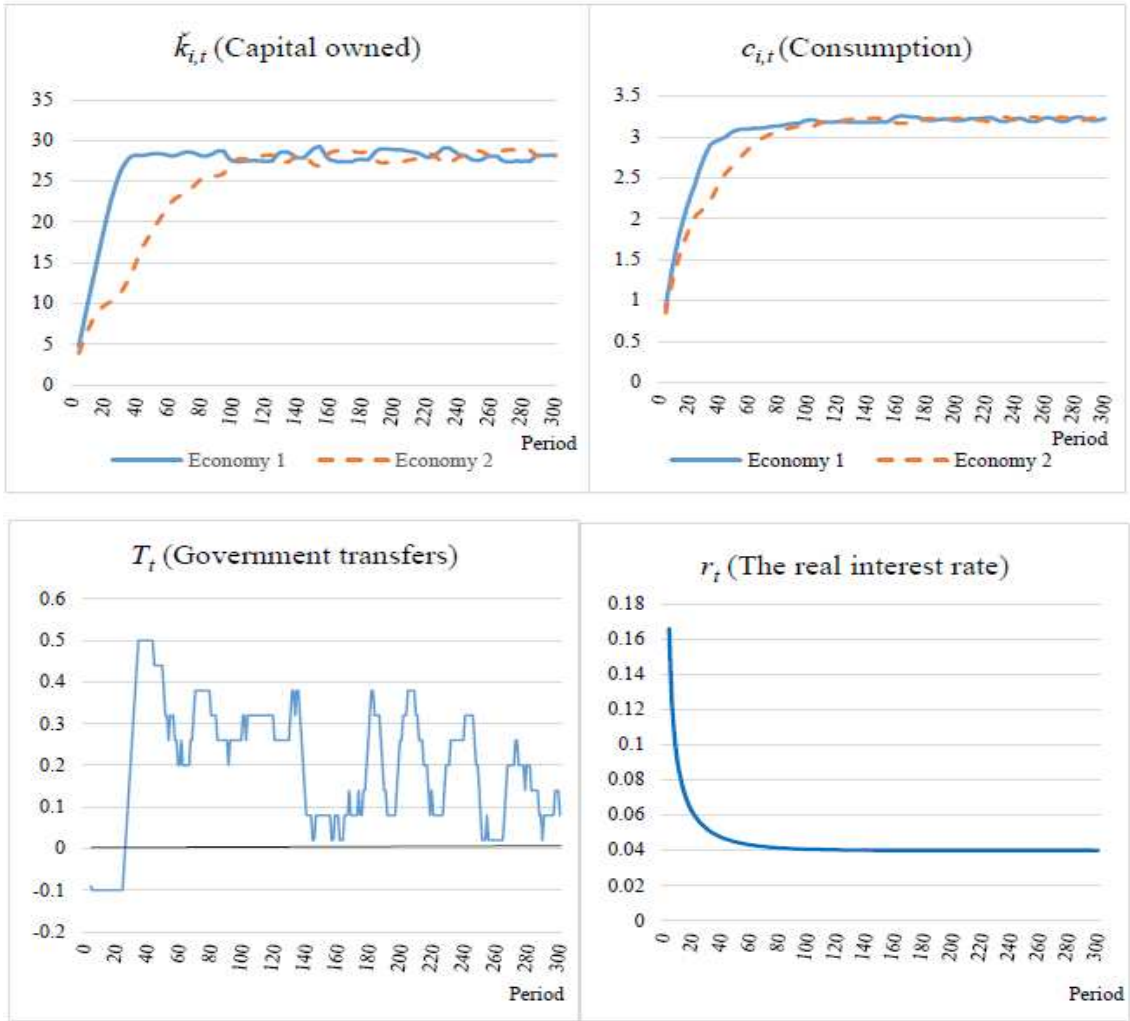 ǩi,t (Capital owned)
35
30
25
20
15
10
5
0
0 20 40 60 80 100 120 140 160 180 200 220 240 260 280 300
Period
Economy 1 Economy 2
ci,t (Consumption)
3.5
3
2.5
2
1.5
1
0.5
0
0 20 40 60 80 100 120 140 160 180 200 220 240 260 280 300
Period
Economy 1 Economy 2
Tt (Government transfers)
0.6
0.5
0.4
0.3
0.2
0.1
0
-0.1
-0.2
0 20 40 60 80 100 120 140 160 180 200 220 240 260 280 300
Period
rt (The real interest rate)
0.18
0.16
0.14
0.12
0.1
0.08
0.06
0.04
0.02
0
0 20 40 60 80 100 120 140 160 180 200 220 240 260 280 300
Period